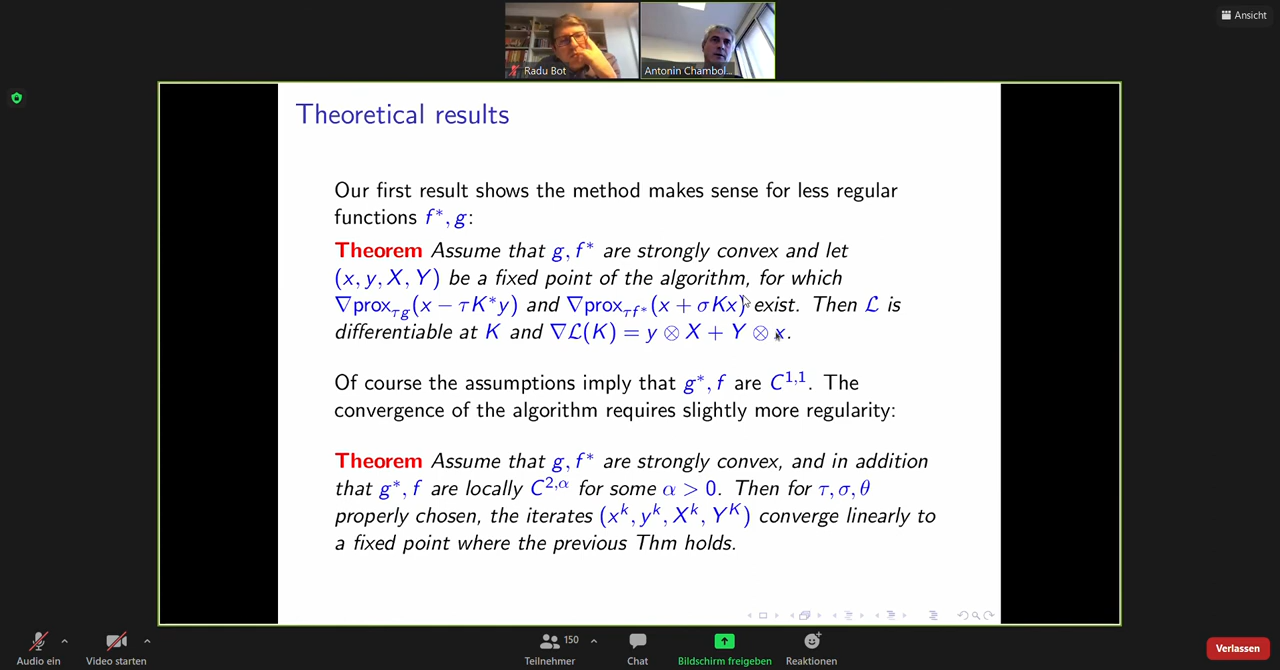 Ansicht
Radu Bot
Antonin Chambol...
Theoretical results
Our first result shows the method makes sense for less regular
functions f*, g:
Theorem Assume that g, f* are strongly convex and let
(x, y, X, Y) be a fixed point of the algorithm, for which
∇prox_{τg}(x − τK*y) and ∇prox_{τf*}(x + σKx) exist. Then ℒ is
differentiable at K and ∇ℒ(K) = y ⊗ X + Y ⊗ x.
Of course the assumptions imply that g*, f are C^{1,1}. The
convergence of the algorithm requires slightly more regularity:
Theorem Assume that g, f* are strongly convex, and in addition
that g*, f are locally C^{2,α} for some α > 0. Then for τ, σ, θ
properly chosen, the iterates (x^k, y^k, X^k, Y^K) converge linearly to
a fixed point where the previous Thm holds.
Audio ein
Video starten
150
Teilnehmer
Chat
Bildschirm freigeben
Reaktionen
Verlassen